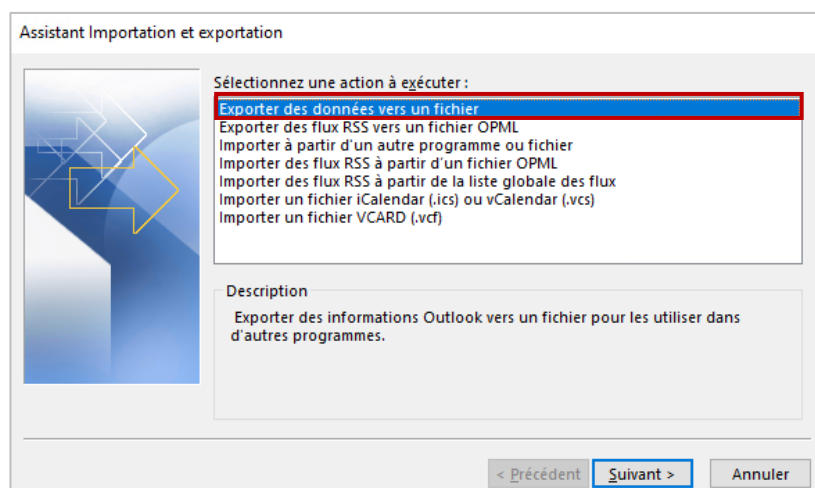 Assistant Importation et exportation
Sélectionnez une action à exécuter :
Exporter des données vers un fichier
Exporter des flux RSS vers un fichier OPML
Importer à partir d'un autre programme ou fichier
Importer des flux RSS à partir d'un fichier OPML
Importer des flux RSS à partir de la liste globale des flux
Importer un fichier iCalendar (.ics) ou vCalendar (.vcs)
Importer un fichier VCARD (.vcf)
Description
Exporter des informations Outlook vers un fichier pour les utiliser dans
d'autres programmes.
< Précédent Suivant > Annuler